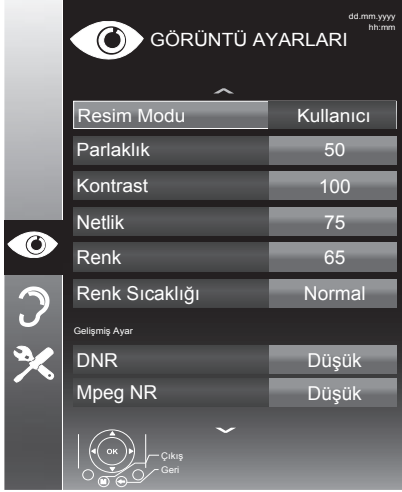 dd.mm.yyyy
hh:mm
GÖRÜNTÜ AYARLARI
Resim Modu Kullanıcı
Parlaklık 50
Kontrast 100
Netlik 75
Renk 65
Renk Sıcaklığı Normal
Gelişmiş Ayar
DNR Düşük
Mpeg NR Düşük
OK
Çıkış
M
Geri